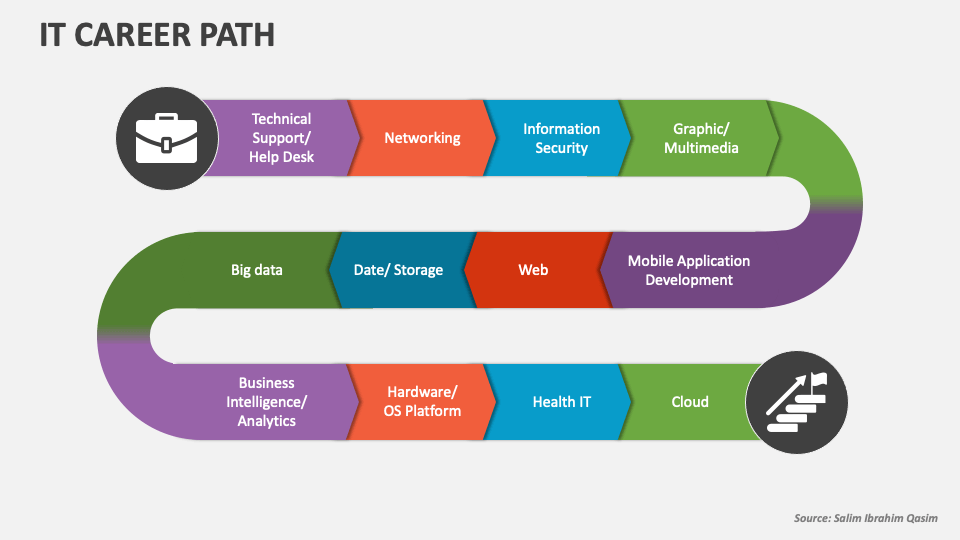 IT CAREER PATH
Technical
Support/
Help Desk
Networking
Information
Security
Graphic/
Multimedia
Mobile Application
Development
Web
Date/ Storage
Big data
Business
Intelligence/
Analytics
Hardware/
OS Platform
Health IT
Cloud
Source: Salim Ibrahim Qasim